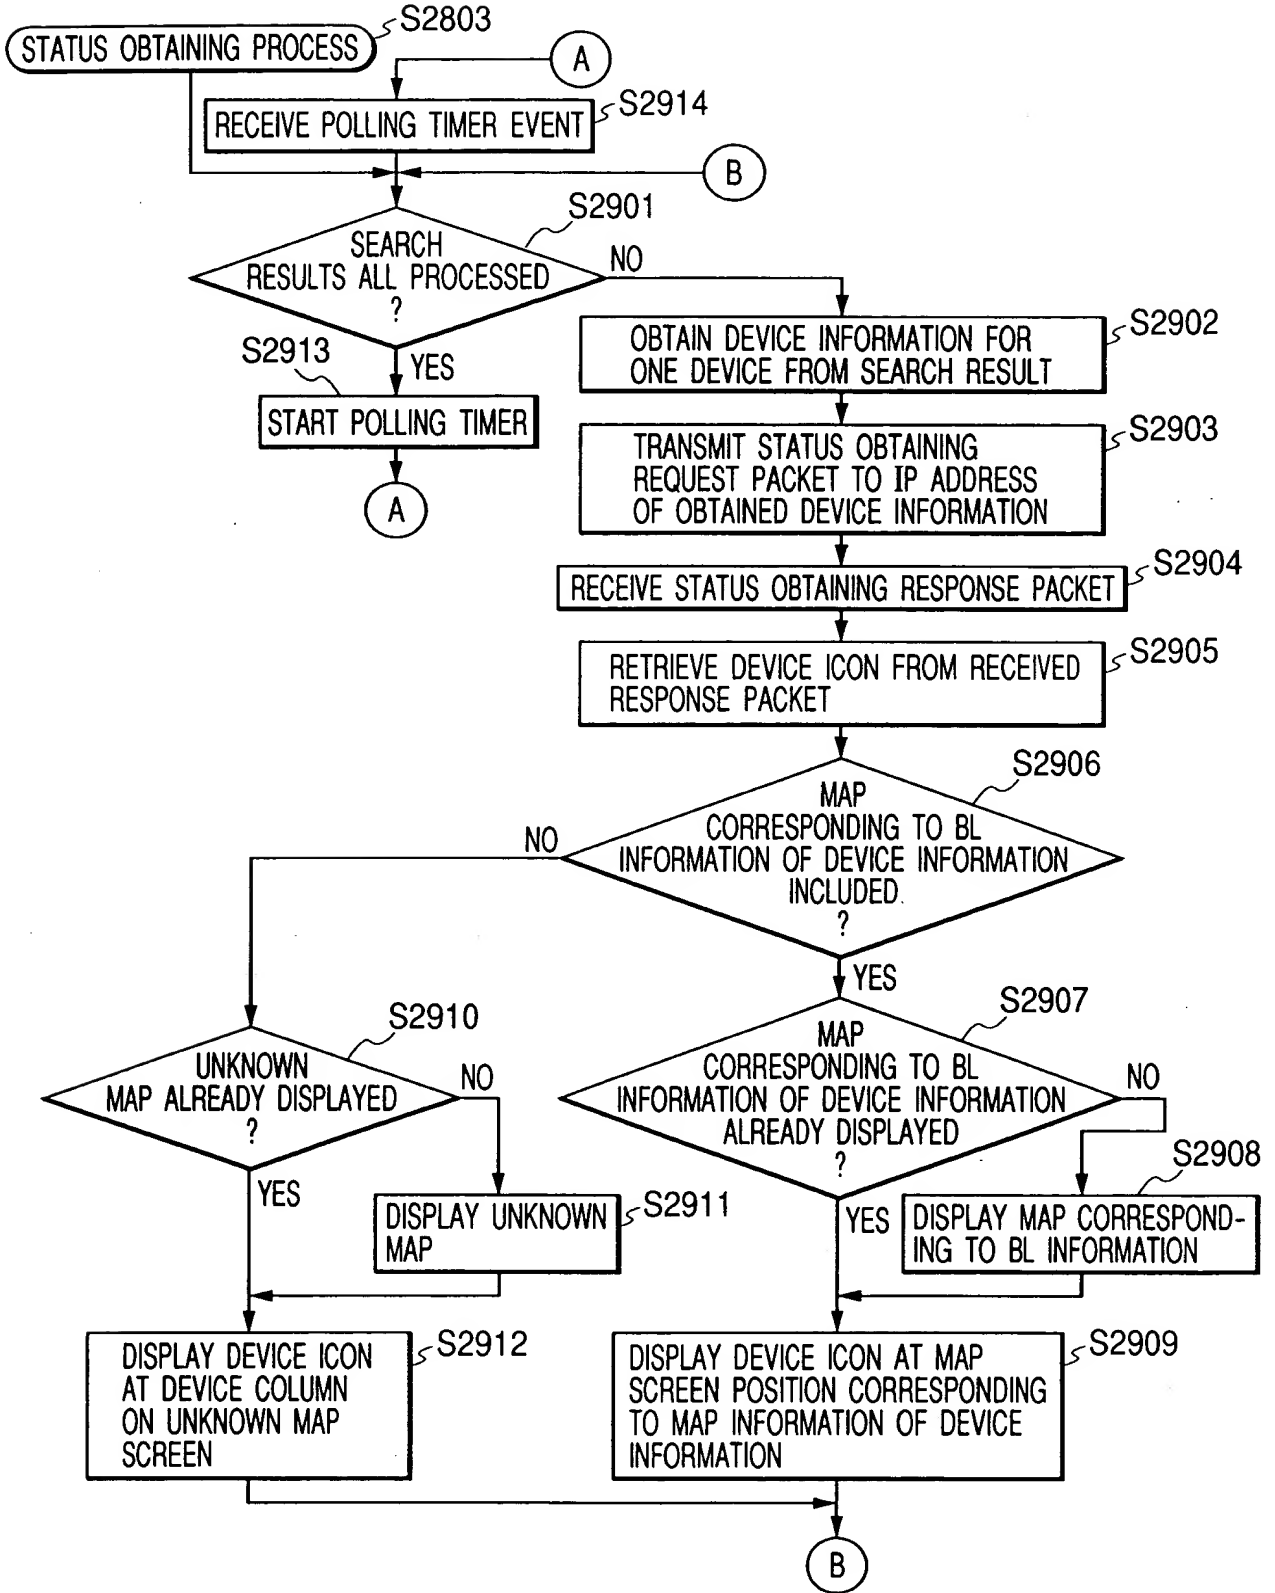 STATUS OBTAINING PROCESS
S2803
A
RECEIVE POLLING TIMER EVENT
S2914
B
S2901
SEARCH
RESULTS ALL PROCESSED
?
NO
YES
S2913
START POLLING TIMER
A
OBTAIN DEVICE INFORMATION FOR
ONE DEVICE FROM SEARCH RESULT
S2902
TRANSMIT STATUS OBTAINING
REQUEST PACKET TO IP ADDRESS
OF OBTAINED DEVICE INFORMATION
S2903
RECEIVE STATUS OBTAINING RESPONSE PACKET
S2904
RETRIEVE DEVICE ICON FROM RECEIVED
RESPONSE PACKET
S2905
S2906
MAP
CORRESPONDING TO BL
INFORMATION OF DEVICE INFORMATION
INCLUDED
?
NO
YES
S2910
UNKNOWN
MAP ALREADY DISPLAYED
?
NO
YES
DISPLAY UNKNOWN
MAP
S2911
S2907
MAP
CORRESPONDING TO BL
INFORMATION OF DEVICE INFORMATION
ALREADY DISPLAYED
?
NO
YES
S2908
DISPLAY MAP CORRESPOND-
ING TO BL INFORMATION
DISPLAY DEVICE ICON
AT DEVICE COLUMN
ON UNKNOWN MAP
SCREEN
S2912
DISPLAY DEVICE ICON AT MAP
SCREEN POSITION CORRESPONDING
TO MAP INFORMATION OF DEVICE
INFORMATION
S2909
B